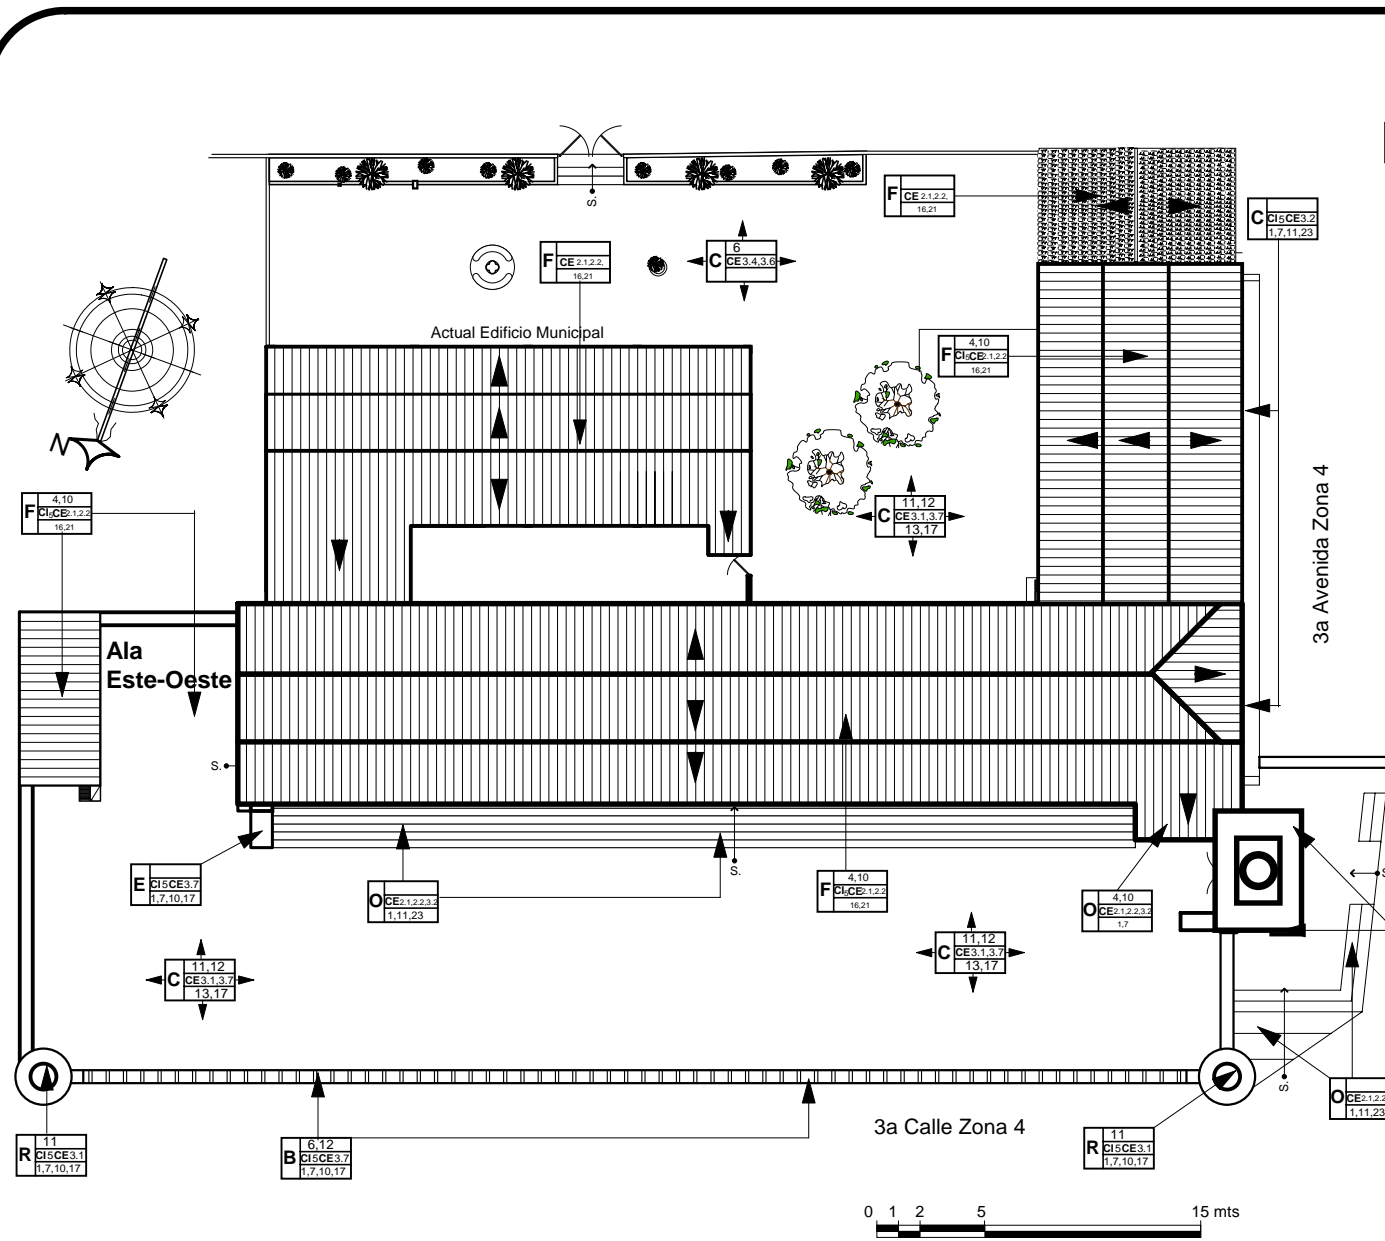 S.
F
CE 2.1,2.2,
16,21
C
CI5CE3.2
1,7,11,23
F
CE 2.1,2.2,
16,21
6
C
CE3.4,3.6
Actual Edificio Municipal
4,10
F
CI5CE2.1,2.2
16,21
N
4,10
F
CI5CE2.1,2.2
16,21
11,12
C
CE3.1,3.7
13,17
3a Avenida Zona 4
Ala
Este-Oeste
S.
S.
E
CI5CE3.7
1,7,10,17
O
CE2.1,2.2,3.2
1,11,23
4,10
F
CI5CE2.1,2.2
16,21
4,10
O
CE2.1,2.2,3.2
1,7
11,12
C
CE3.1,3.7
13,17
11,12
C
CE3.1,3.7
13,17
S.
O
CE2.1,2.2
1,11,23
3a Calle Zona 4
11
R
CI5CE3.1
1,7,10,17
6,12
B
CI5CE3.7
1,7,10,17
11
R
CI5CE3.1
1,7,10,17
0 1 2 5 15 mts